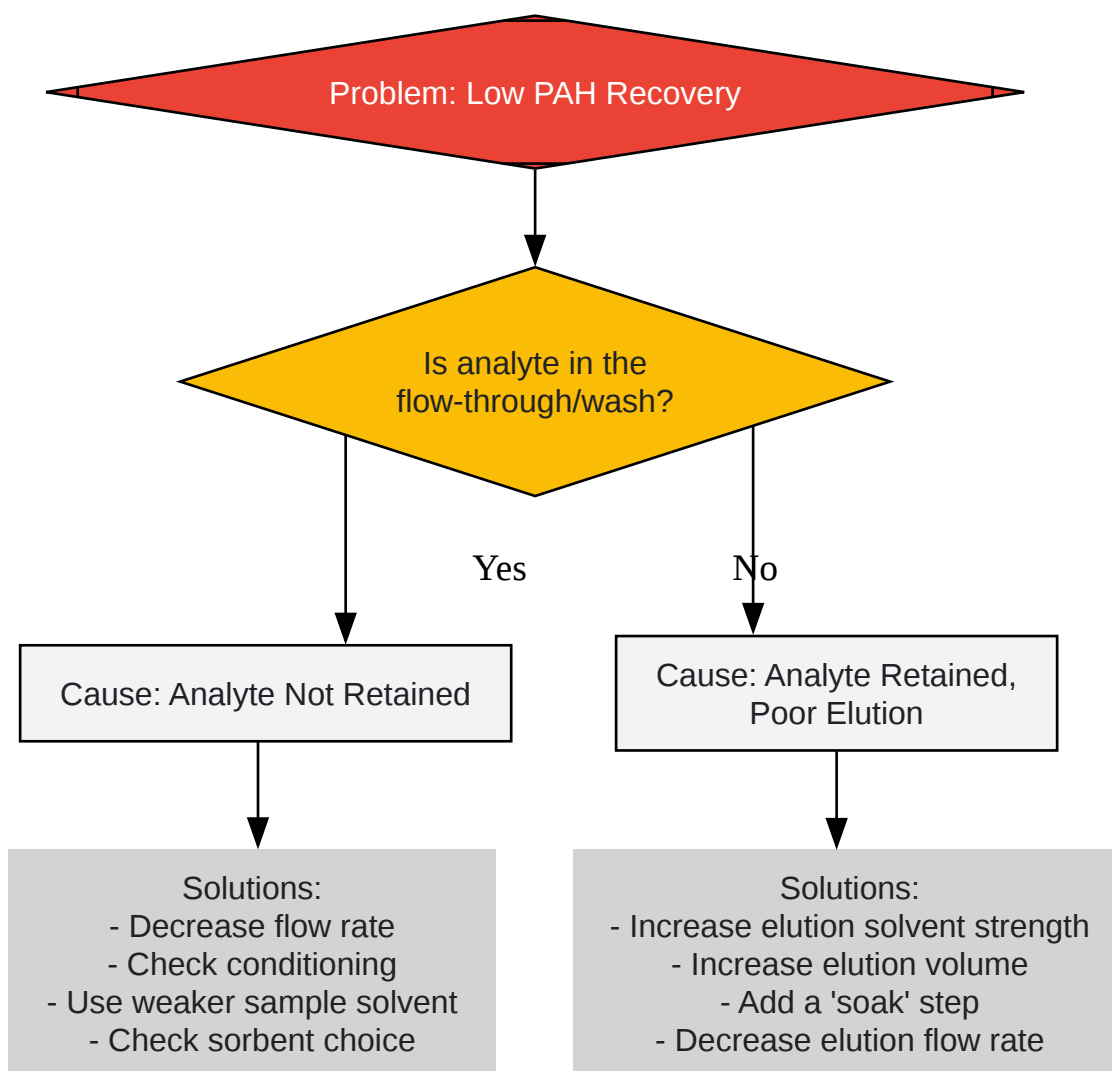 Problem: Low PAH Recovery
Is analyte in the
flow-through/wash?
Yes
No
Cause: Analyte Not Retained
Cause: Analyte Retained,
Poor Elution
Solutions:
- Decrease flow rate
- Check conditioning
- Use weaker sample solvent
- Check sorbent choice
Solutions:
- Increase elution solvent strength
- Increase elution volume
- Add a 'soak' step
- Decrease elution flow rate